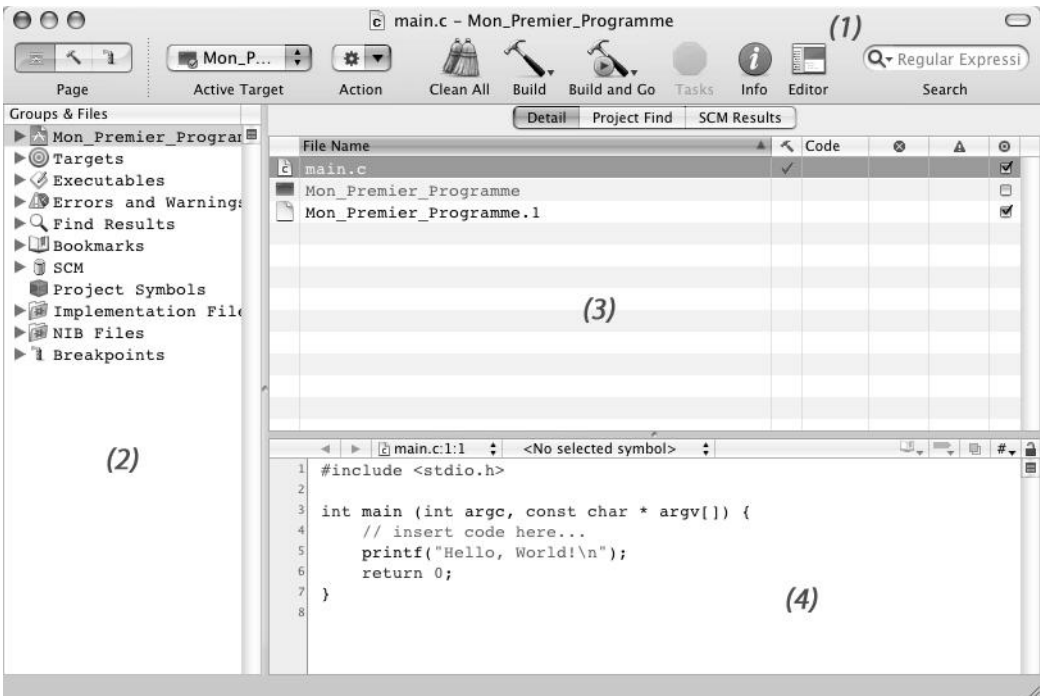 main.c – Mon_Premier_Programme
(1)
Mon_P...
Regular Expressi
Page
Active Target
Action
Clean All
Build
Build and Go
Tasks
Info
Editor
Search
Groups & Files
Mon_Premier_Program
Targets
Executables
Errors and Warnings
Find Results
Bookmarks
SCM
Project Symbols
Implementation File
NIB Files
Breakpoints
(2)
Detail
Project Find
SCM Results
File Name
Code
main.c
Mon_Premier_Programme
Mon_Premier_Programme.1
(3)
main.c:1:1
<No selected symbol>
#
1 #include <stdio.h>
2
3 int main (int argc, const char * argv[]) {
4 // insert code here...
5 printf("Hello, World!\n");
6 return 0;
7 }
8
(4)